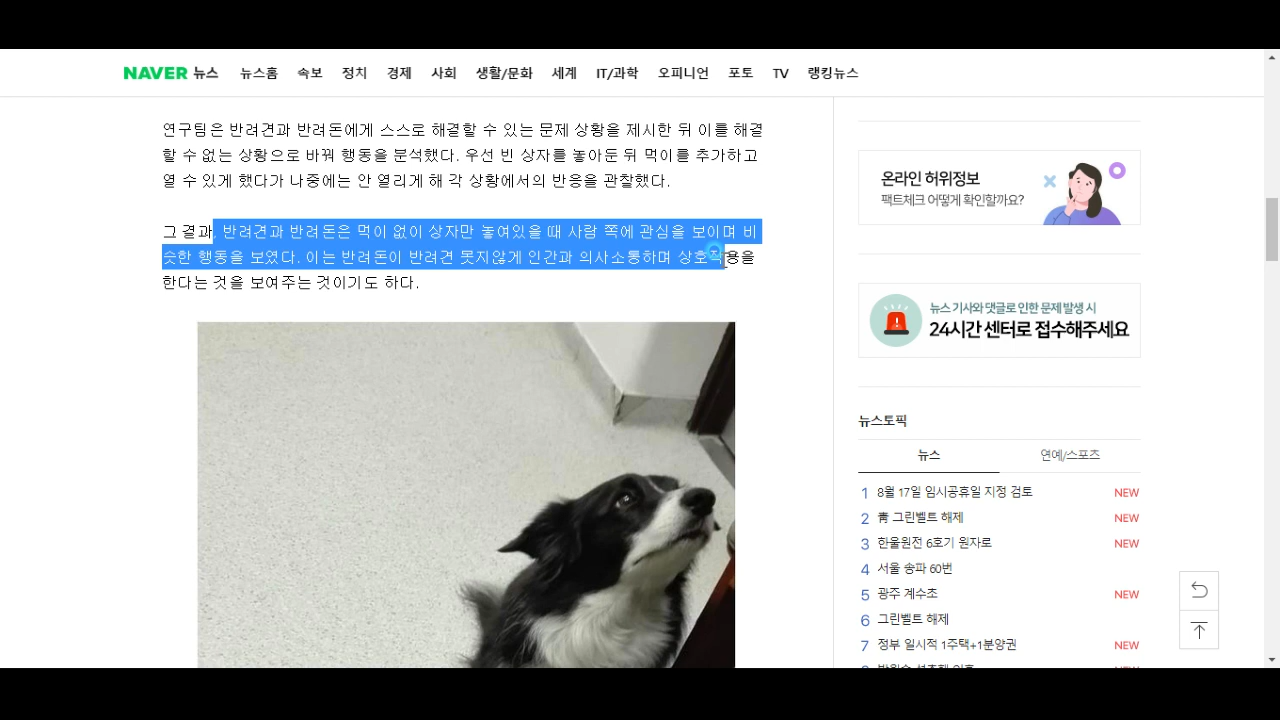 NAVER 뉴스 뉴스홈 속보 정치 경제 사회 생활/문화 세계 IT/과학 오피니언 포토 TV 랭킹뉴스
연구팀은 반려견과 반려돈에게 스스로 해결할 수 있는 문제 상황을 제시한 뒤 이를 해결
할 수 없는 상황으로 바꿔 행동을 분석했다. 우선 빈 상자를 놓아둔 뒤 먹이를 추가하고
열 수 있게 했다가 나중에는 안 열리게 해 각 상황에서의 반응을 관찰했다.
그 결과, 반려견과 반려돈은 먹이 없이 상자만 놓여있을 때 사람 쪽에 관심을 보이며 비
슷한 행동을 보였다. 이는 반려돈이 반려견 못지않게 인간과 의사소통하며 상호작용을
한다는 것을 보여주는 것이기도 하다.
온라인 허위정보
팩트체크 어떻게 확인할까요?
뉴스 기사와 댓글로 인한 문제 발생 시
24시간 센터로 접수해주세요
뉴스토픽
뉴스 연예/스포츠
1 8월 17일 임시공휴일 지정 검토 NEW
2 靑 그린벨트 해제 NEW
3 한울원전 6호기 원자로 NEW
4 서울 송파 60번
5 광주 계수초 NEW
6 그린벨트 해제
7 정부 일시적 1주택+1분양권 NEW